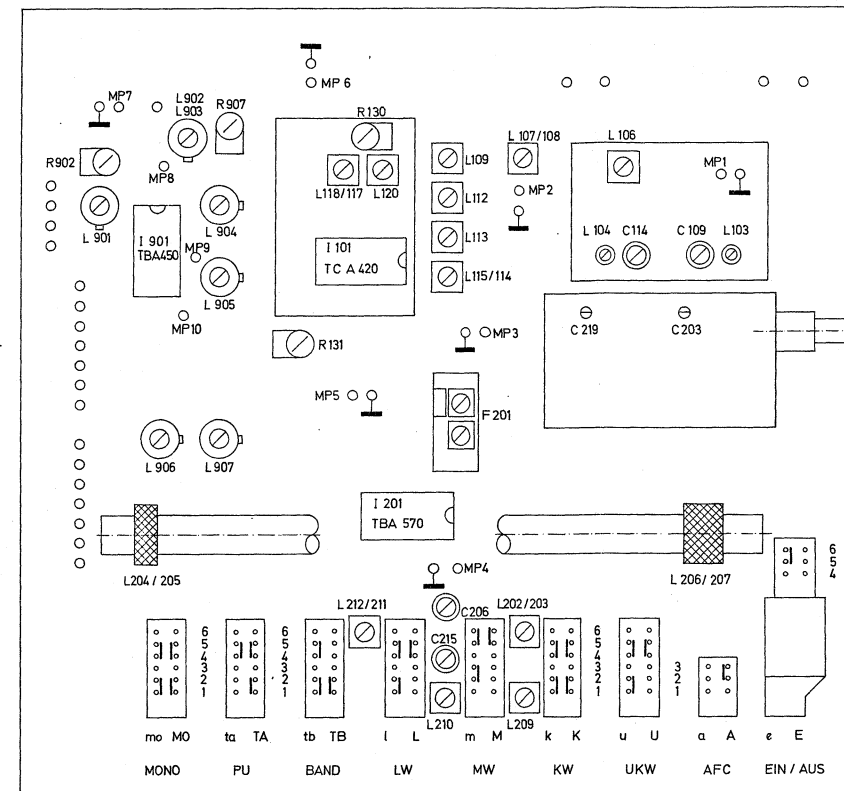 MP 6
MP7
L902
L903
R907
R130
L 107/108
L 106
R902
MP8
L118/117
L120
L109
L112
MP2
MP1
L 901
L 904
I 901
TBA450
MP9
I 101
TC A 420
L113
L115/114
L 104
C114
C 109
L103
L 905
MP10
R131
MP3
C 219
C 203
MP5
F 201
L 906
L 907
I 201
TBA 570
L204 / 205
MP4
L 206/ 207
6
5
4
L 212/211
C206
L202/203
C215
L210
L209
6
5
4
3
2
1
6
5
4
3
2
1
6
5
4
3
2
1
3
2
1
mo MO
ta TA
tb TB
l L
m M
k K
u U
a A
e E
MONO
PU
BAND
LW
MW
KW
UKW
AFC
EIN / AUS